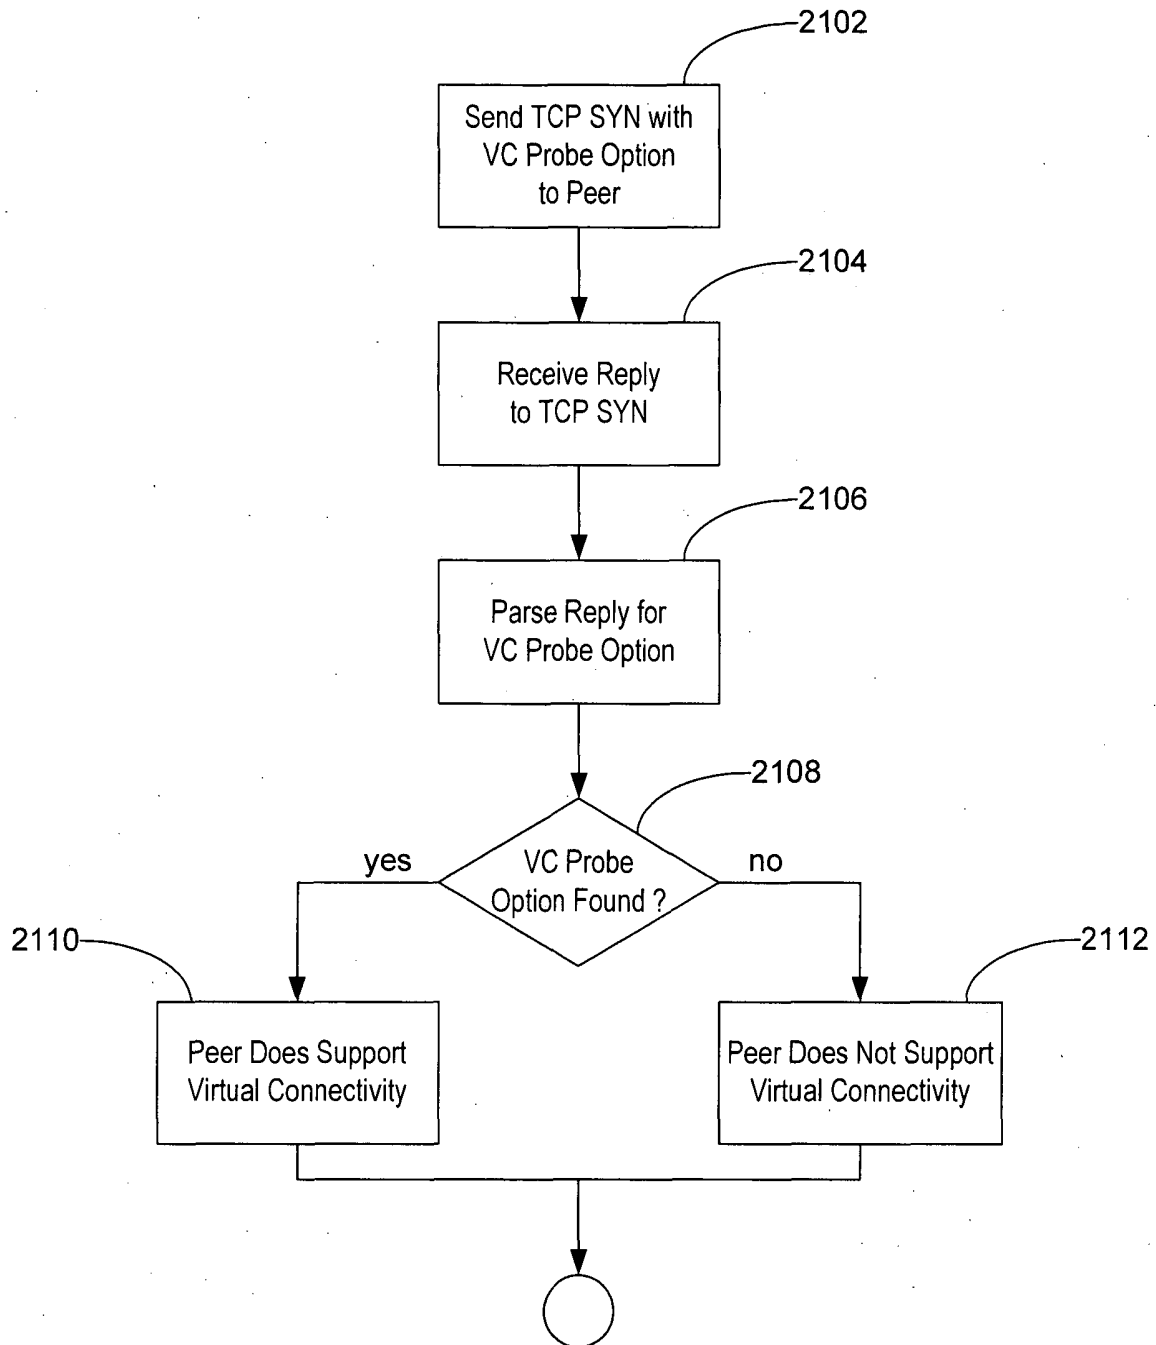 2102
Send TCP SYN with
VC Probe Option
to Peer
2104
Receive Reply
to TCP SYN
2106
Parse Reply for
VC Probe Option
2108
yes
VC Probe
Option Found ?
no
2110
2112
Peer Does Support
Virtual Connectivity
Peer Does Not Support
Virtual Connectivity